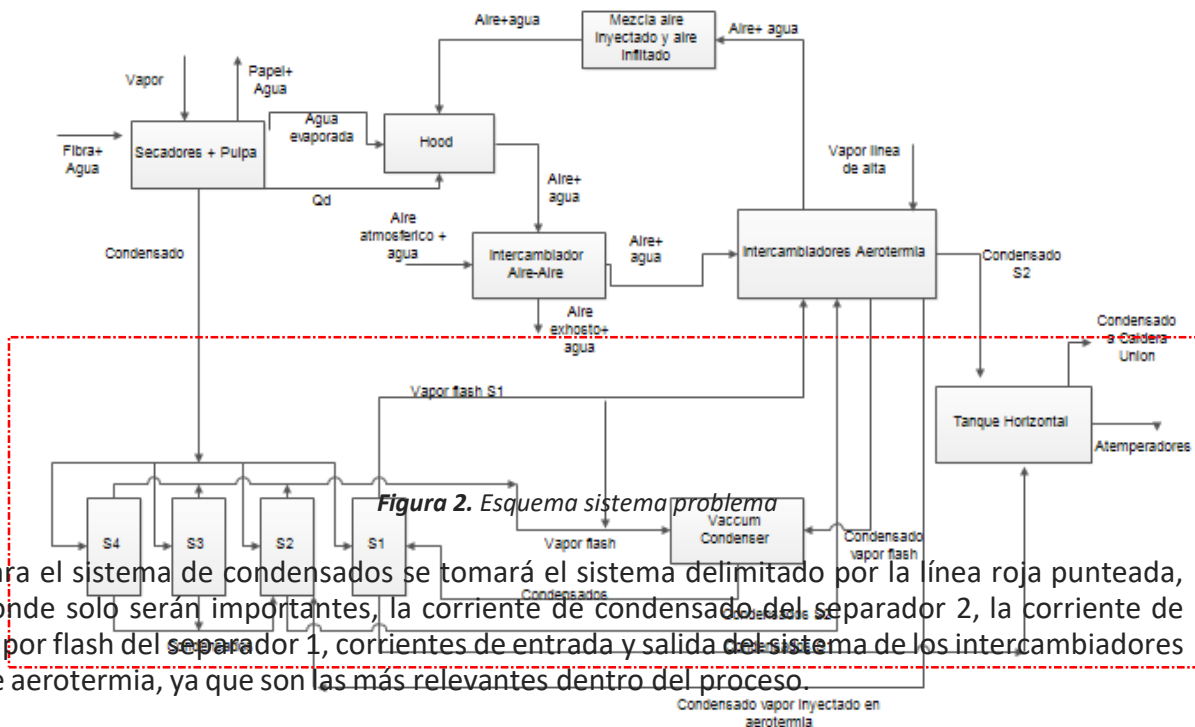 Aire+agua
Mezcla aire
inyectado y aire
infiltado
Aire+ agua
Vapor
Papel+
Agua
Agua
evaporada
Fibra+
Agua
Secadores + Pulpa
Hood
Vapor linea
de alta
Qd
Aire+
agua
Aire
atmosferico +
agua
Intercambiador
Aire-Aire
Aire+
agua
Intercambiadores Aerotermia
Condensado
S2
Condensado
Aire
exhosto+
agua
Condensado
a Caldera
Union
Vapor flash S1
Tanque Horizontal
Atemperadores
Figura 2. Esquema sistema problema
S4
S3
S2
S1
Vapor flash
Vaccum
Condenser
Condensado
vapor flash
ara el sistema de condensados se tomará el sistema delimitado por la línea roja punteada,
Condensados
onde solo serán importantes, la corriente de condensado del separador 2, la corriente de
Condensados S2
Condensados
por flash del separador 1, corrientes de entrada y salida del sistema de los intercambiadores
e aerotermia, ya que son las más relevantes dentro del proceso.
Condensado vapor inyectado en
aerotermia